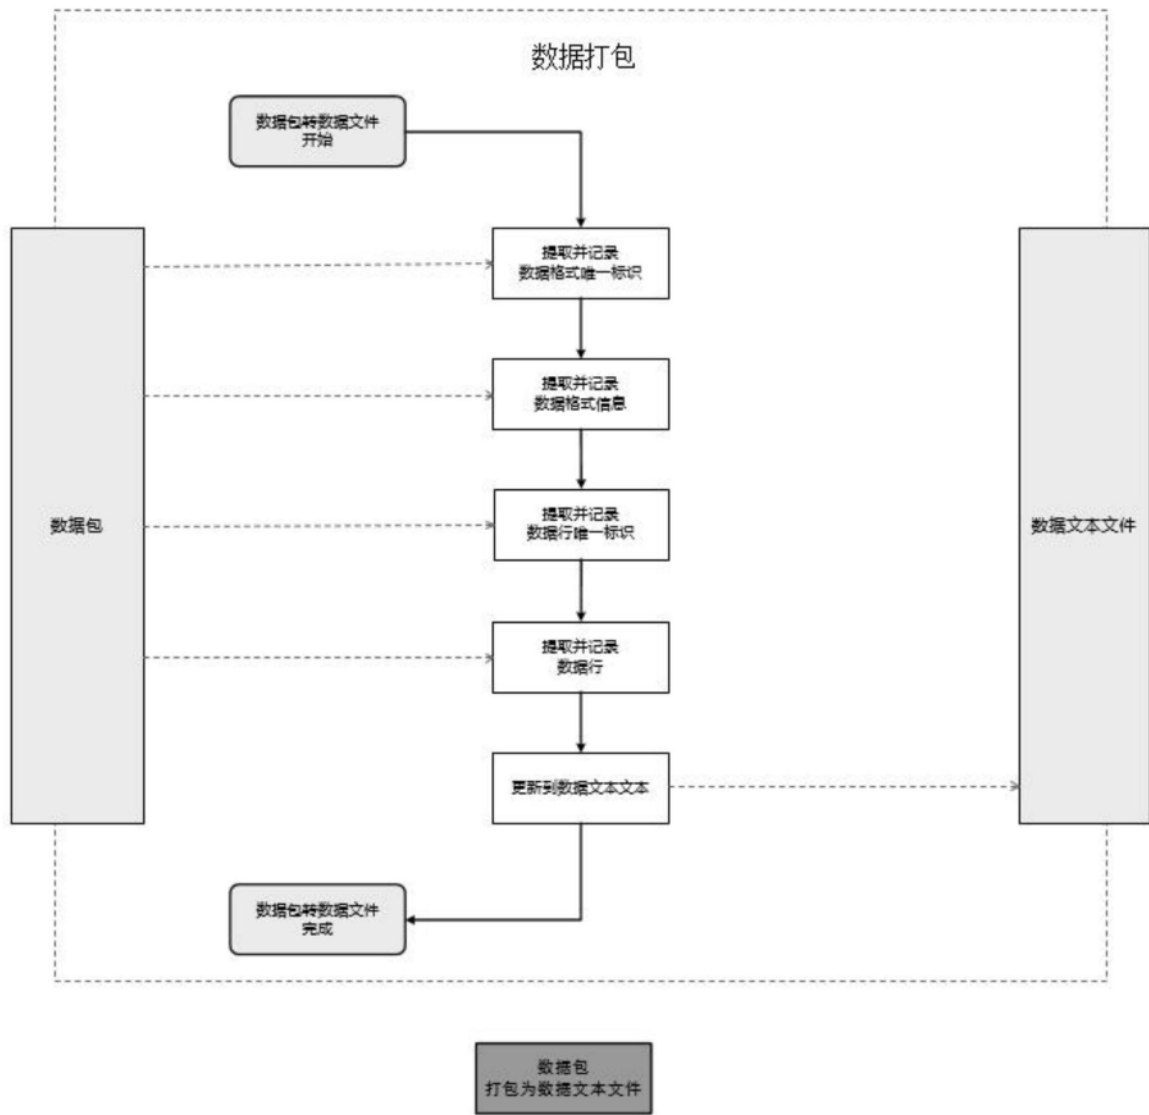 数据打包
数据包转数据文件
开始
提取并记录
数据格式唯一标识
提取并记录
数据格式信息
数据包
提取并记录
数据行唯一标识
数据文本文件
提取并记录
数据行
更新到数据文本文本
数据包转数据文件
完成
数据包
打包为数据文本文件